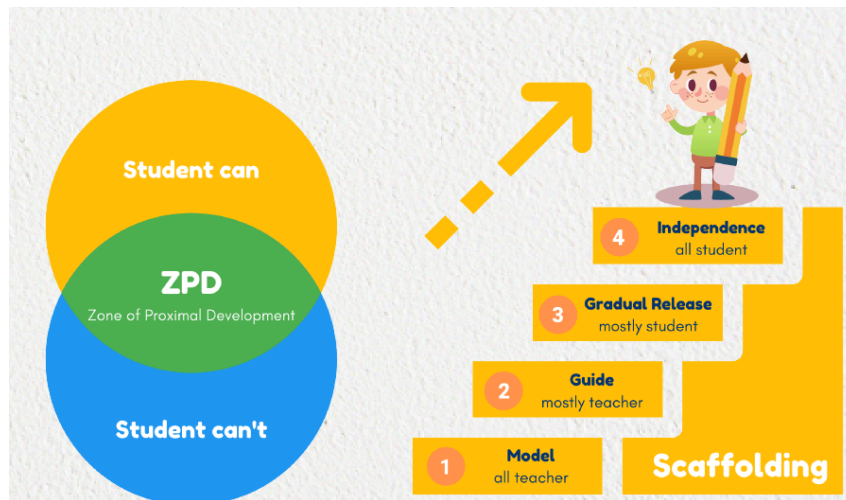 Student can
ZPD
Zone of Proximal Development
Student can't
4
Independence
all student
3
Gradual Release
mostly student
2
Guide
mostly teacher
1
Model
all teacher
Scaffolding